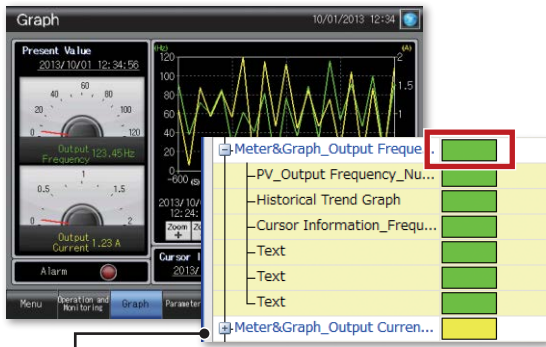 Graph
10/01/2013 12:34
Present Value
2013/10/01 12:34:56
0 20 40 60 80 100 120
Output
Frequency 123.45Hz
0 0.5 1 1.5 2
Output
Current 1.23 A
Alarm
(Hz) (A)
120 2
100 1.5
80
60 1
40
20
0
-600 (s)
2013/10/
12:24:
Zoom
Cursor I
2013/
Menu
Operation and
Monitoring
Graph
Parameter
Meter&Graph_Output Freque...
PV_Output Frequency_Nu...
Historical Trend Graph
Cursor Information_Frequ...
Text
Text
Text
Meter&Graph_Output Curren...